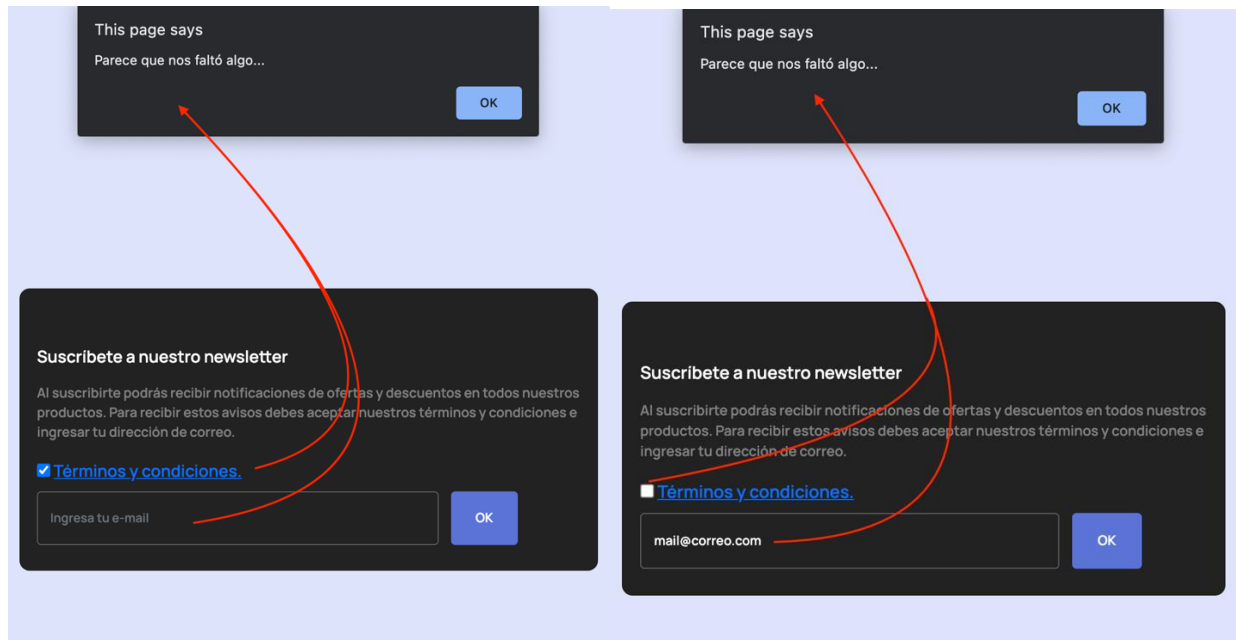 This page says
Parece que nos faltó algo...
OK
Suscríbete a nuestro newsletter
Al suscribirte podrás recibir notificaciones de ofertas y descuentos en todos nuestros
productos. Para recibir estos avisos debes aceptar nuestros términos y condiciones e
ingresar tu dirección de correo.
Términos y condiciones.
Ingresa tu e-mail
OK
This page says
Parece que nos faltó algo...
OK
Suscríbete a nuestro newsletter
Al suscribirte podrás recibir notificaciones de ofertas y descuentos en todos nuestros
productos. Para recibir estos avisos debes aceptar nuestros términos y condiciones e
ingresar tu dirección de correo.
Términos y condiciones.
mail@correo.com
OK